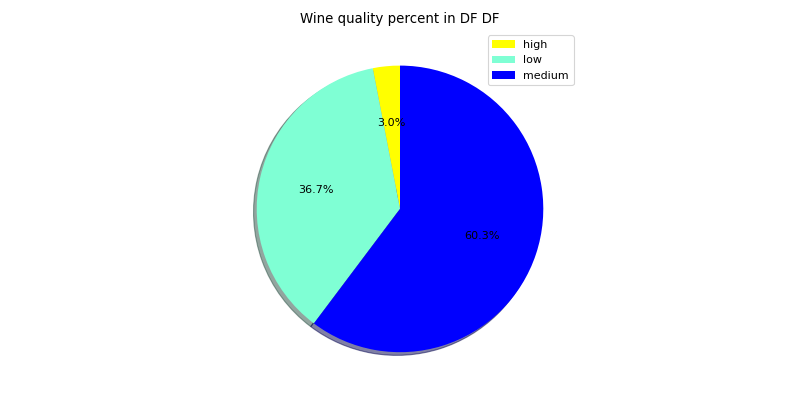 Wine quality percent in DF DF
high
low
medium
3.0%
36.7%
60.3%